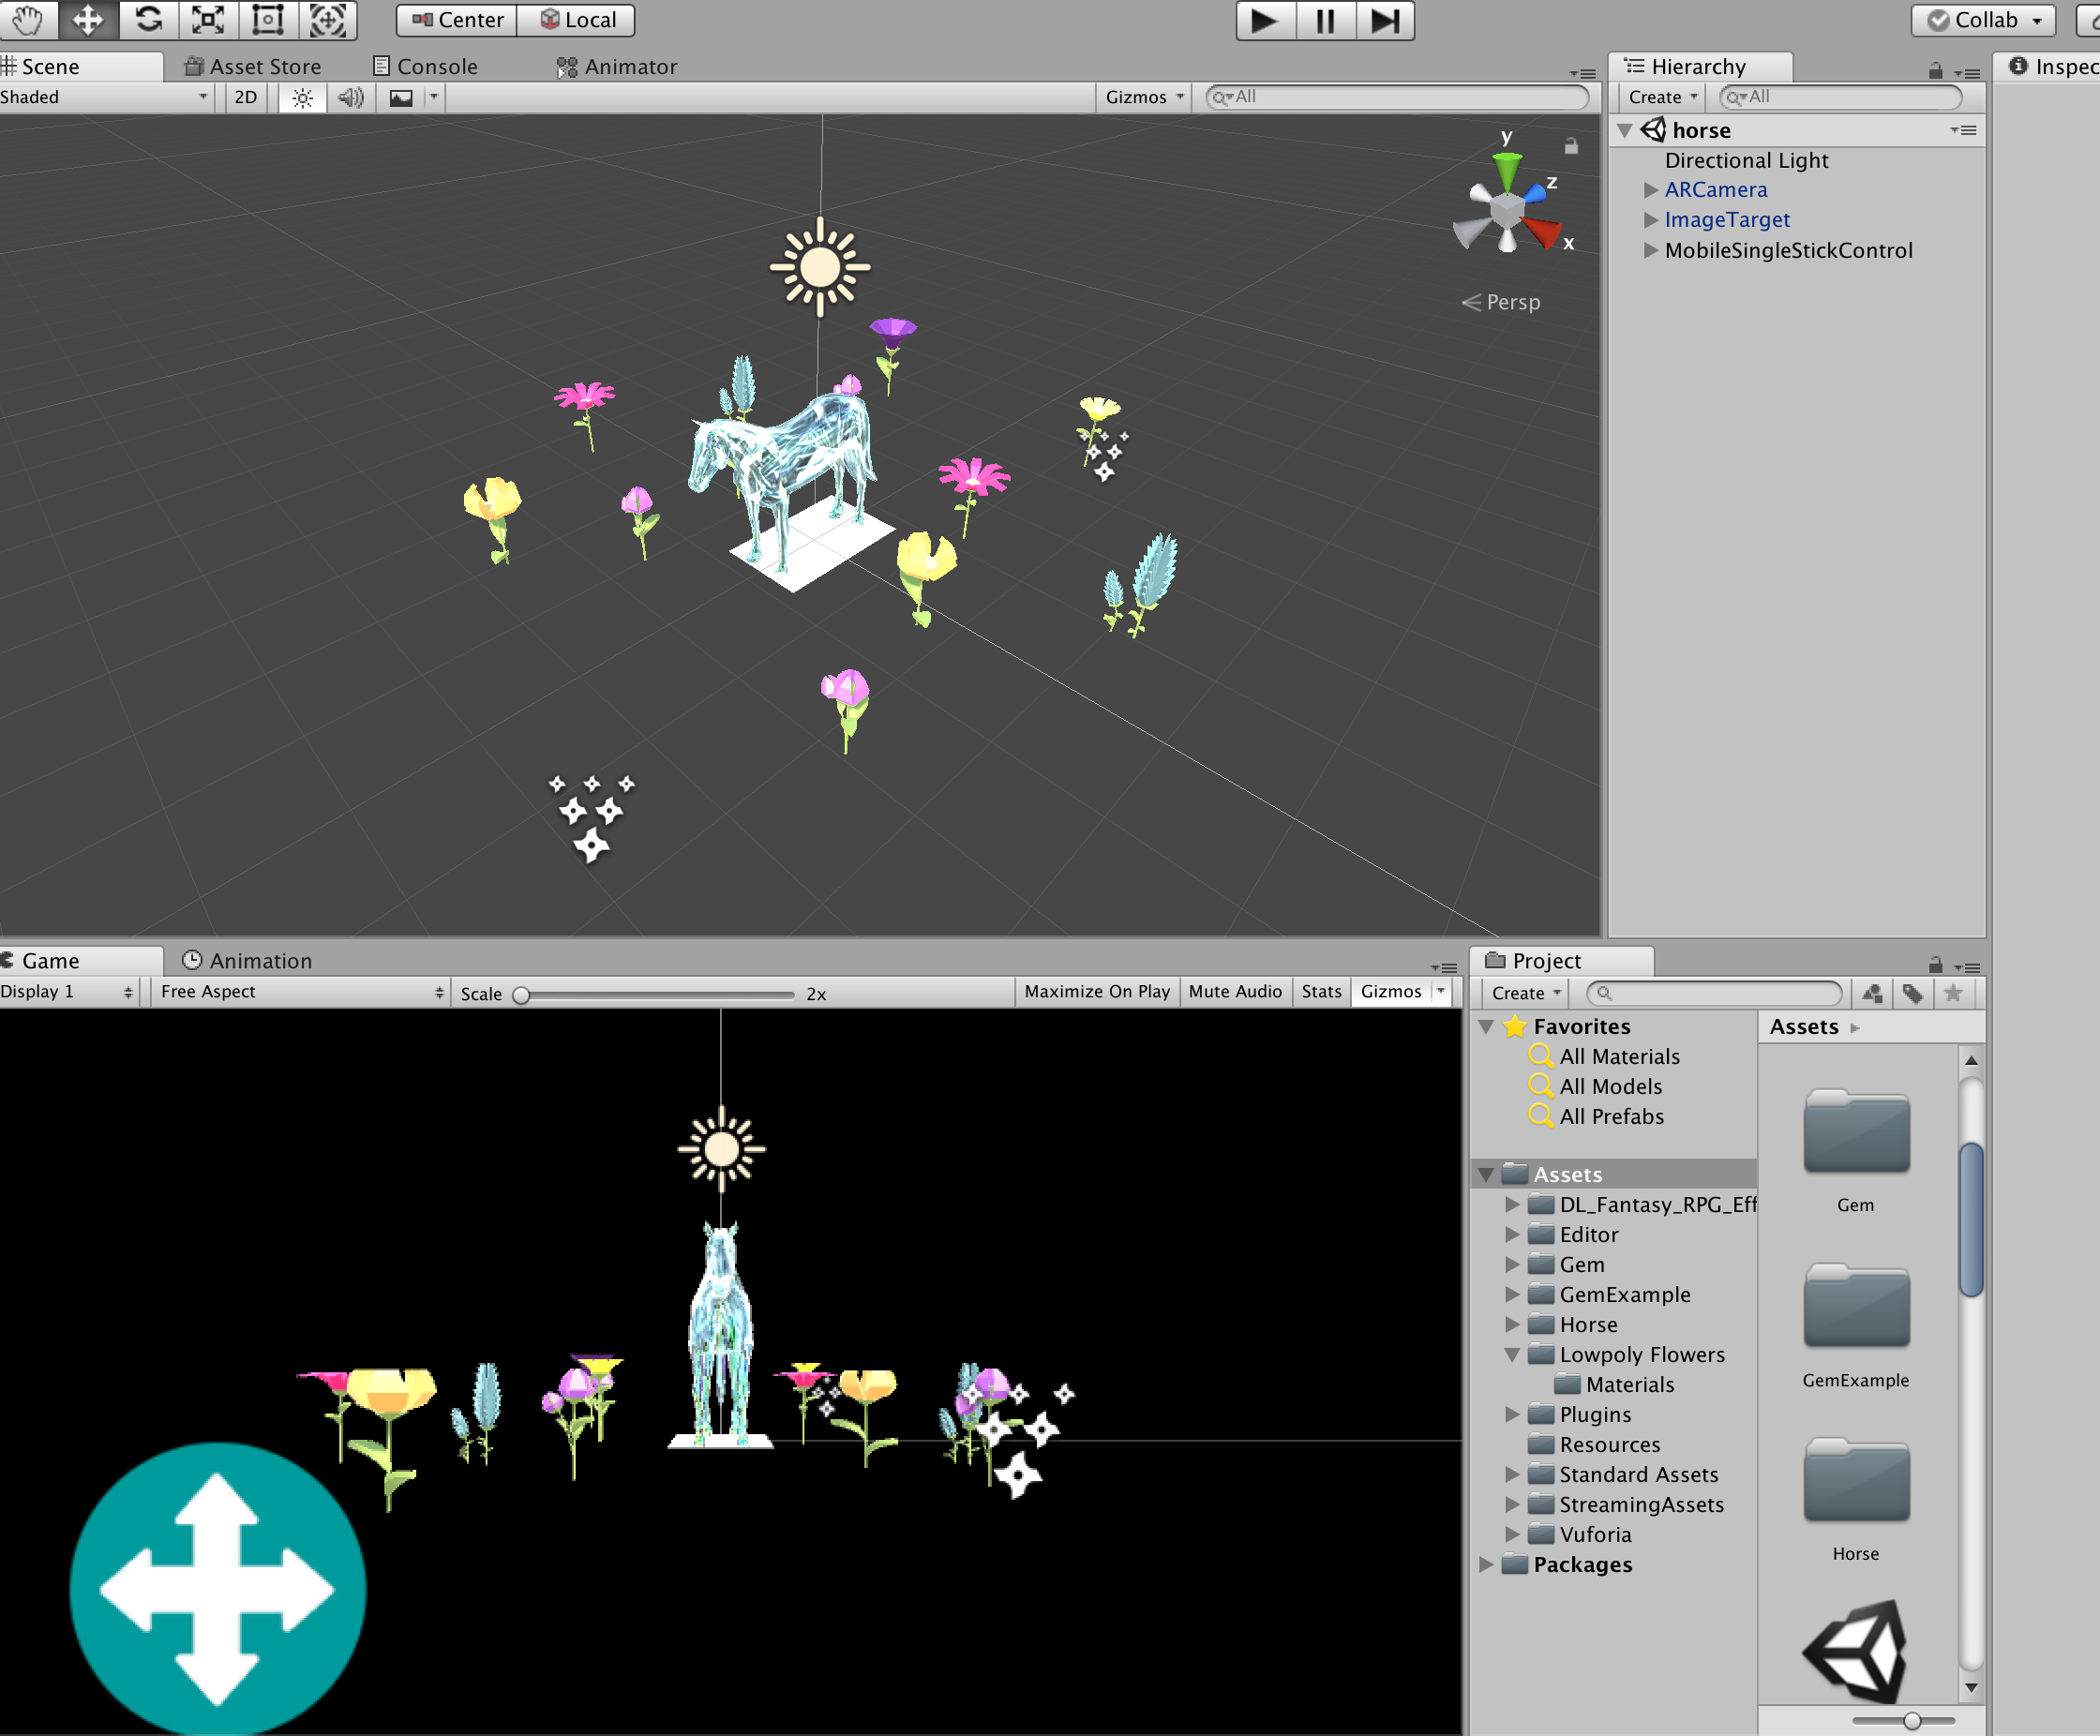 Center Local Collab
Scene Asset Store Console Animator
Shaded 2D Gizmos All
y
z
x
Persp
Hierarchy
Create All
horse
Directional Light
ARCamera
ImageTarget
MobileSingleStickControl
Inspec
Game Animation
Display 1 Free Aspect Scale 2x Maximize On Play Mute Audio Stats Gizmos
Project
Create
Favorites
All Materials
All Models
All Prefabs
Assets
DL_Fantasy_RPG_Eff
Editor
Gem
GemExample
Horse
Lowpoly Flowers
Materials
Plugins
Resources
Standard Assets
StreamingAssets
Vuforia
Packages
Assets
Gem
GemExample
Horse